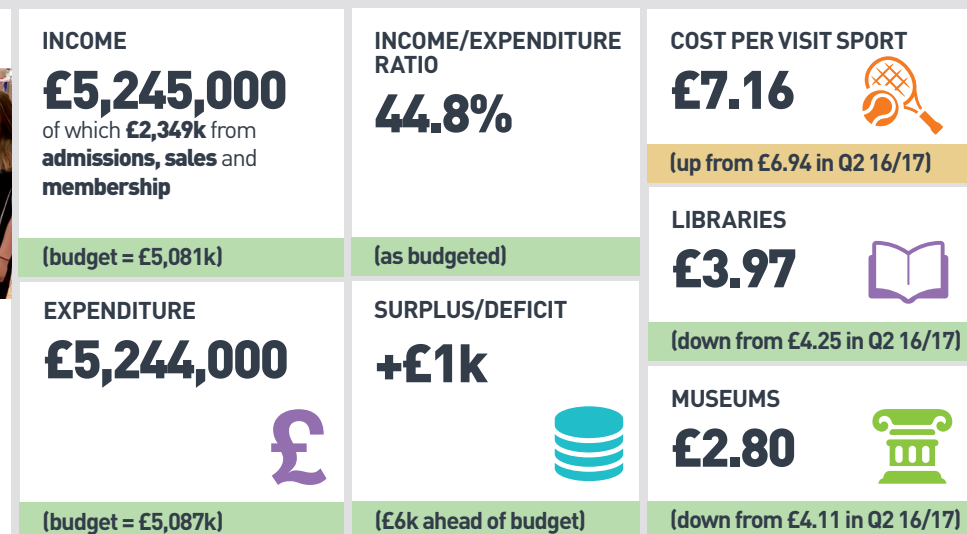 INCOME
£5,245,000
of which £2,349k from
admissions, sales and
membership
(budget = £5,081k)
EXPENDITURE
£5,244,000
£
(budget = £5,087k)
INCOME/EXPENDITURE
RATIO
44.8%
(as budgeted)
SURPLUS/DEFICIT
+£1k
(£6k ahead of budget)
COST PER VISIT SPORT
£7.16
(up from £6.94 in Q2 16/17)
LIBRARIES
£3.97
(down from £4.25 in Q2 16/17)
MUSEUMS
£2.80
(down from £4.11 in Q2 16/17)